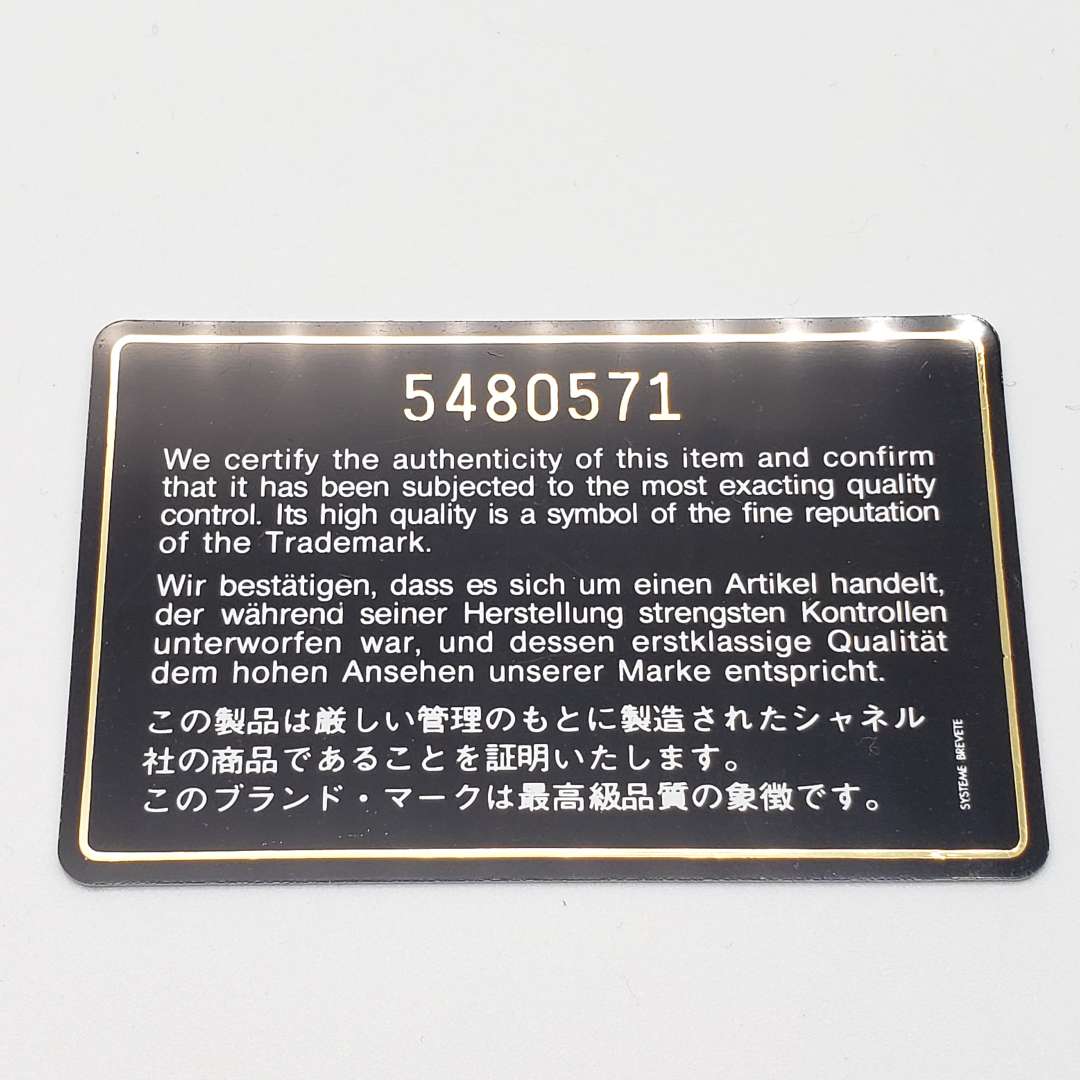 5480571
We certify the authenticity of this item and confirm
that it has been subjected to the most exacting quality
control. Its high quality is a symbol of the fine reputation
of the Trademark.
Wir bestätigen, dass es sich um einen Artikel handelt,
der während seiner Herstellung strengsten Kontrollen
unterworfen war, und dessen erstklassige Qualität
dem hohen Ansehen unserer Marke entspricht.
この製品は厳しい管理のもとに製造されたシャネル
社の商品であることを証明いたします。
このブランド・マークは最高級品質の象徴です。
SYSTEME BREVETE